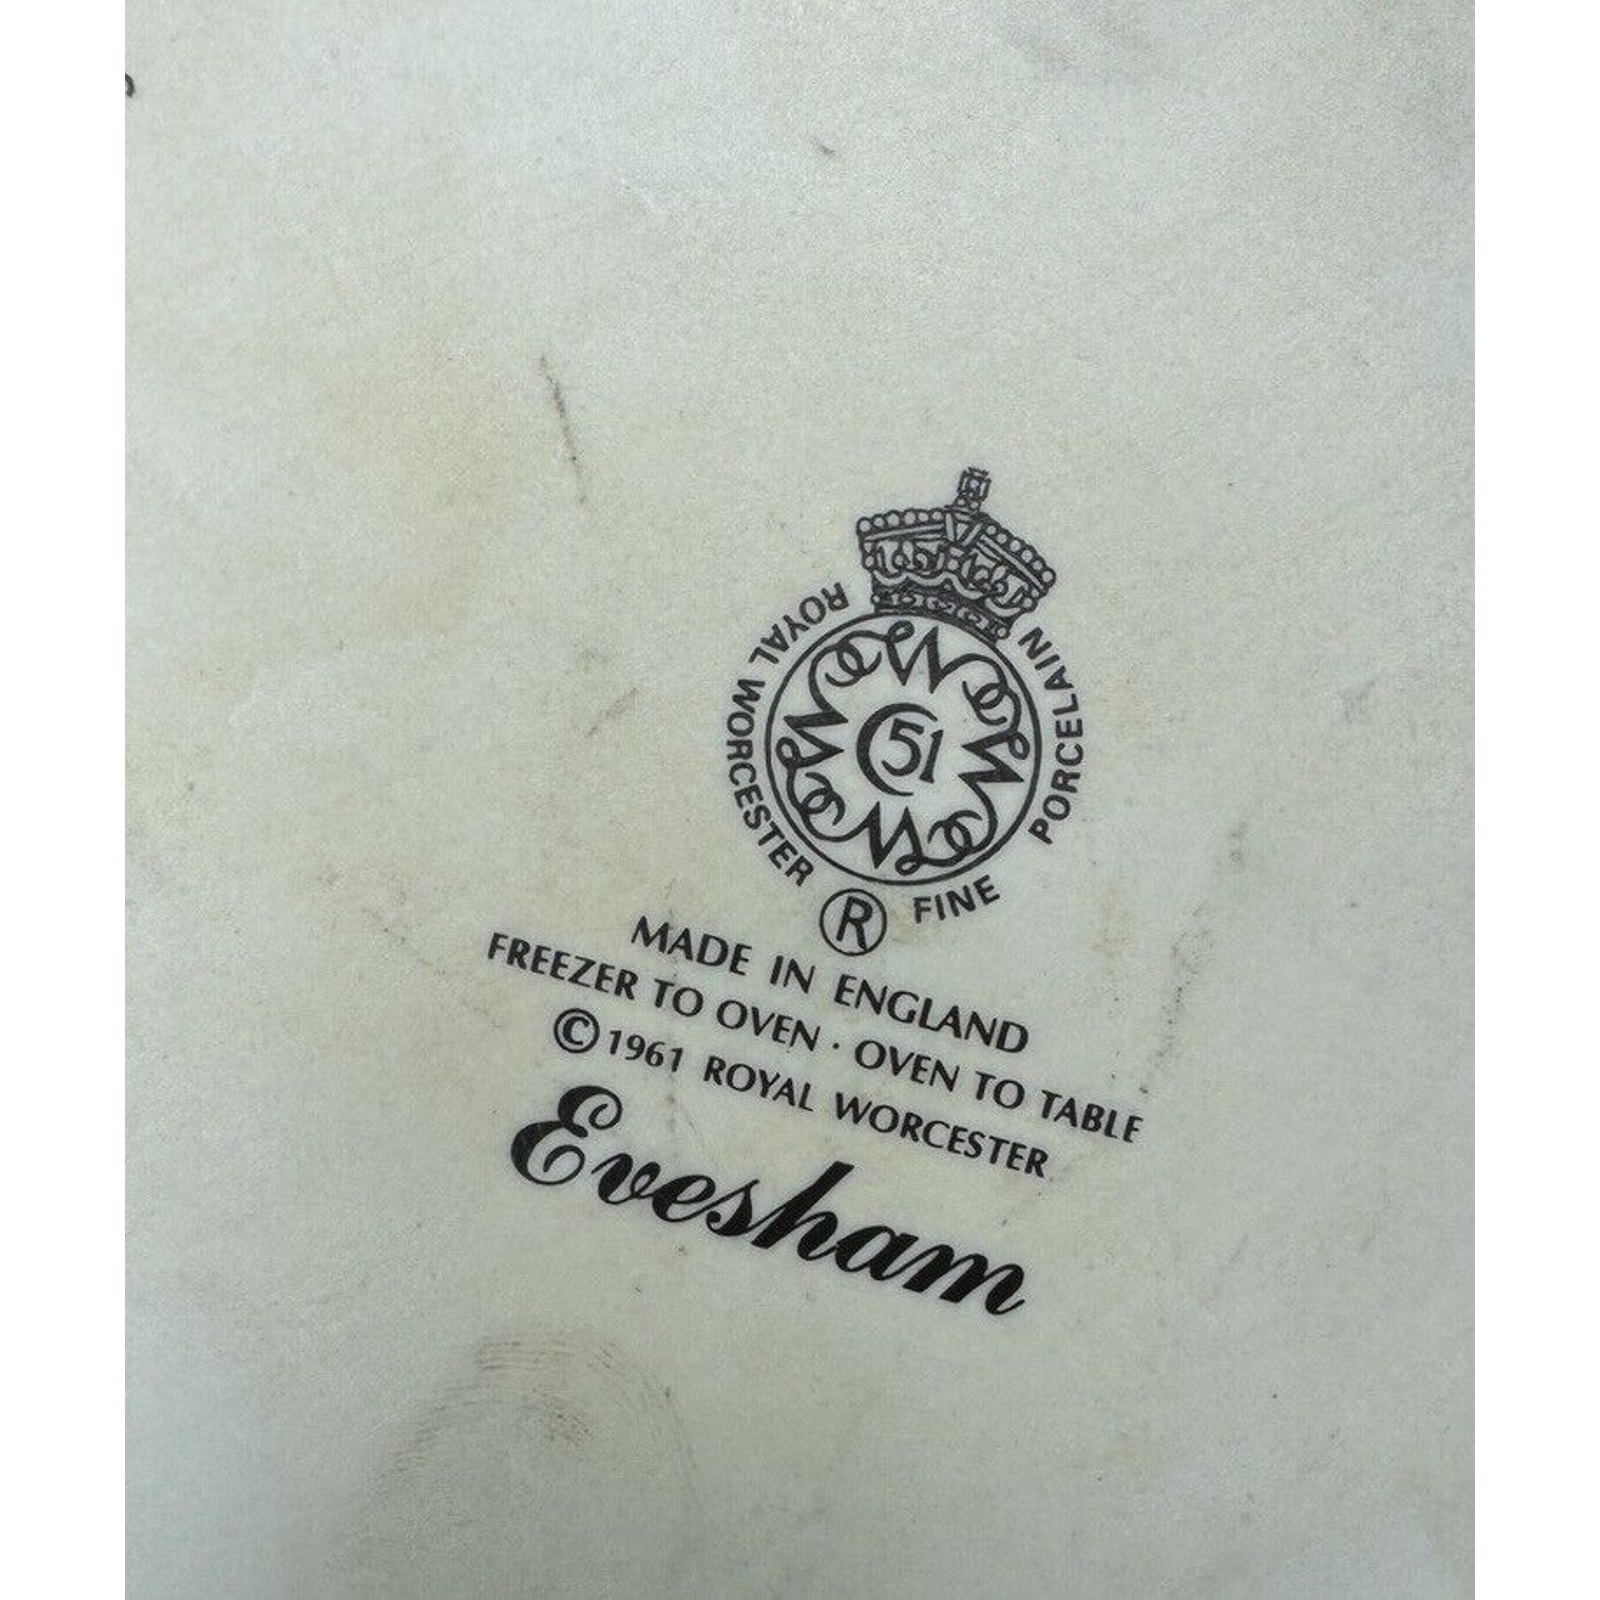 ROYAL WORCESTER
FINE PORCELAIN
51
®
MADE IN ENGLAND
FREEZER TO OVEN · OVEN TO TABLE
© 1961 ROYAL WORCESTER
Evesham